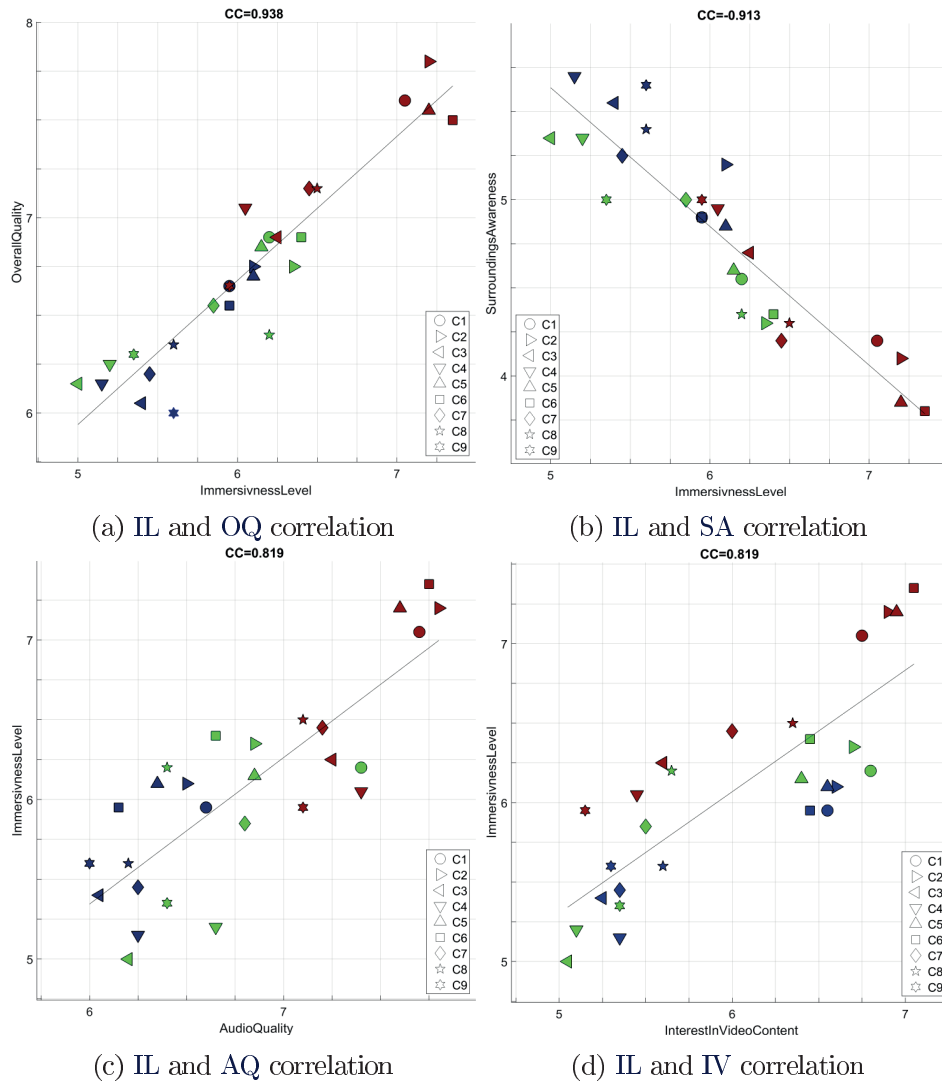 CC=0.938
8
7
6
OverallQuality
5 6 7
ImmersivnessLevel
C1
C2
C3
C4
C5
C6
C7
C8
C9
(a) IL and OQ correlation
CC=-0.913
5
4
SurroundingsAwareness
5 6 7
ImmersivnessLevel
C1
C2
C3
C4
C5
C6
C7
C8
C9
(b) IL and SA correlation
CC=0.819
7
6
5
ImmersivnessLevel
6 7
AudioQuality
C1
C2
C3
C4
C5
C6
C7
C8
C9
(c) IL and AQ correlation
CC=0.819
7
6
5
ImmersivnessLevel
5 6 7
InterestInVideoContent
C1
C2
C3
C4
C5
C6
C7
C8
C9
(d) IL and IV correlation